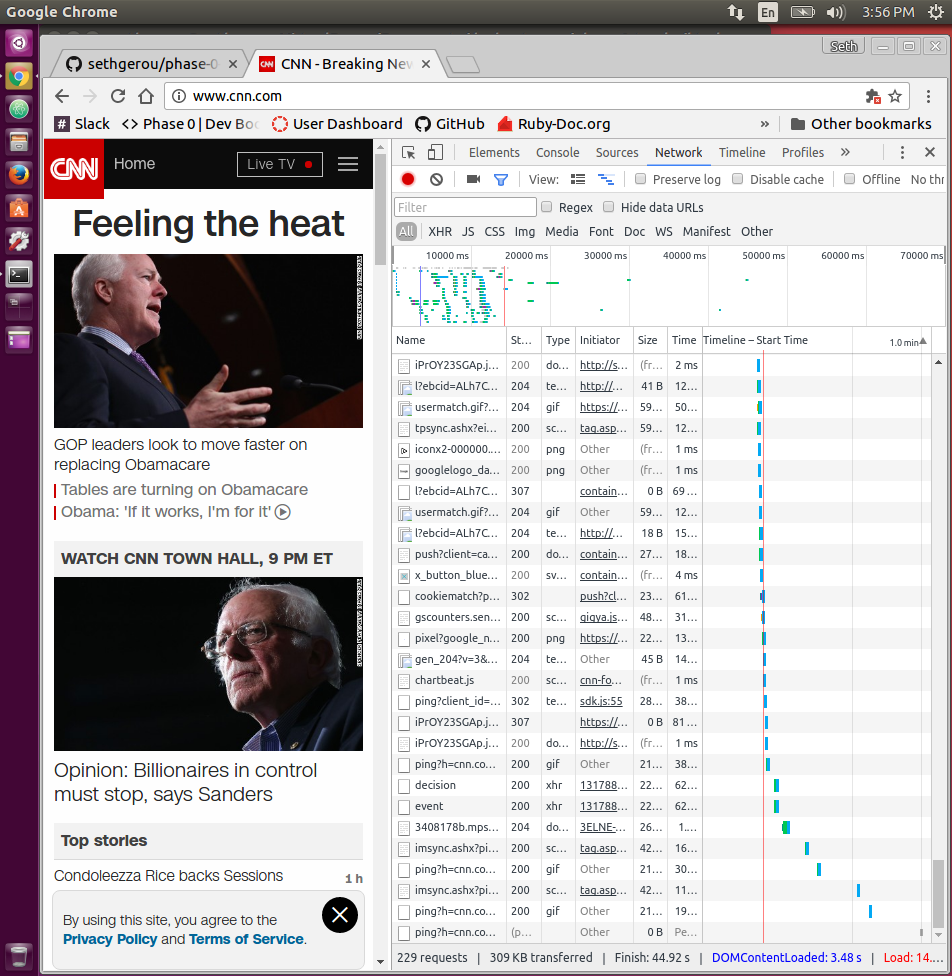 Google Chrome
En
3:56 PM
Seth
sethgerou/phase-0
CNN - Breaking New
www.cnn.com
Slack
<> Phase 0 | Dev Boo
User Dashboard
GitHub
Ruby-Doc.org
»
Other bookmarks
CNN
Home
Live TV
Feeling the heat
GOP leaders look to move faster on
replacing Obamacare
Tables are turning on Obamacare
Obama: 'If it works, I'm for it'
WATCH CNN TOWN HALL, 9 PM ET
Opinion: Billionaires in control
must stop, says Sanders
Top stories
Condoleezza Rice backs Sessions
1 h
By using this site, you agree to the
Privacy Policy and Terms of Service.
Elements Console Sources Network Timeline Profiles »
View: Preserve log Disable cache Offline No thr
Filter Regex Hide data URLs
All XHR JS CSS Img Media Font Doc WS Manifest Other
10000 ms 20000 ms 30000 ms 40000 ms 50000 ms 60000 ms 70000 ms
Name St... Type Initiator Size Time Timeline – Start Time 1.0 min
iPrOY23SGAp.j... 200 do... http://s... (fr... 2 ms
l?ebcid=ALh7C... 204 te... http://... 41 B 12...
usermatch.gif?... 204 gif https://... 59... 50...
tpsync.ashx?ei... 200 sc... tag.asp... 59... 12...
iconx2-000000.... 200 png Other (fr... 1 ms
googlelogo_da... 200 png Other (fr... 1 ms
l?ebcid=ALh7C... 307 contain... 0 B 69 ...
usermatch.gif?... 204 gif Other 59... 12...
l?ebcid=ALh7C... 204 te... http://... 18 B 15...
push?client=ca... 200 do... contain... 27... 18...
x_button_blue... 200 sv... contain... (fr... 4 ms
cookiematch?p... 302 push?cl... 23... 61...
gscounters.sen... 200 sc... gigya.js... 48... 31...
pixel?google_n... 200 png https://... 22... 13...
gen_204?v=3&... 204 te... Other 45 B 14...
chartbeat.js 200 sc... cnn-fo... (fr... 1 ms
ping?client_id=... 302 te... sdk.js:55 28... 38...
iPrOY23SGAp.j... 307 https://... 0 B 81 ...
iPrOY23SGAp.j... 200 do... http://s... (fr... 1 ms
ping?h=cnn.co... 200 gif Other 21... 38...
decision 200 xhr 131788... 22... 62...
event 200 xhr 131788... 22... 62...
3408178b.mps... 204 do... 3ELNE-... 26... 1....
imsync.ashx?pi... 200 sc... tag.asp... 42... 16...
ping?h=cnn.co... 200 gif Other 21... 30...
imsync.ashx?pi... 200 sc... tag.asp... 42... 11...
ping?h=cnn.co... 200 gif Other 21... 19...
ping?h=cnn.co... (p... Other 0 B Pe...
229 requests | 309 KB transferred | Finish: 44.92 s | DOMContentLoaded: 3.48 s | Load: 14....